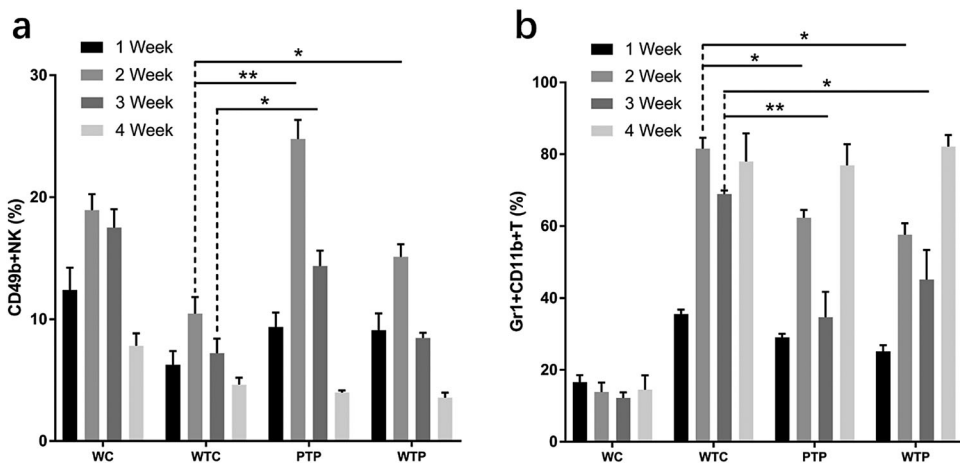 a
1 Week
2 Week
3 Week
4 Week
*
**
*
CD49b+NK (%)
30
20
10
0
WC
WTC
PTP
WTP
b
1 Week
2 Week
3 Week
4 Week
*
*
*
**
Gr1+CD11b+T (%)
100
80
60
40
20
0
WC
WTC
PTP
WTP